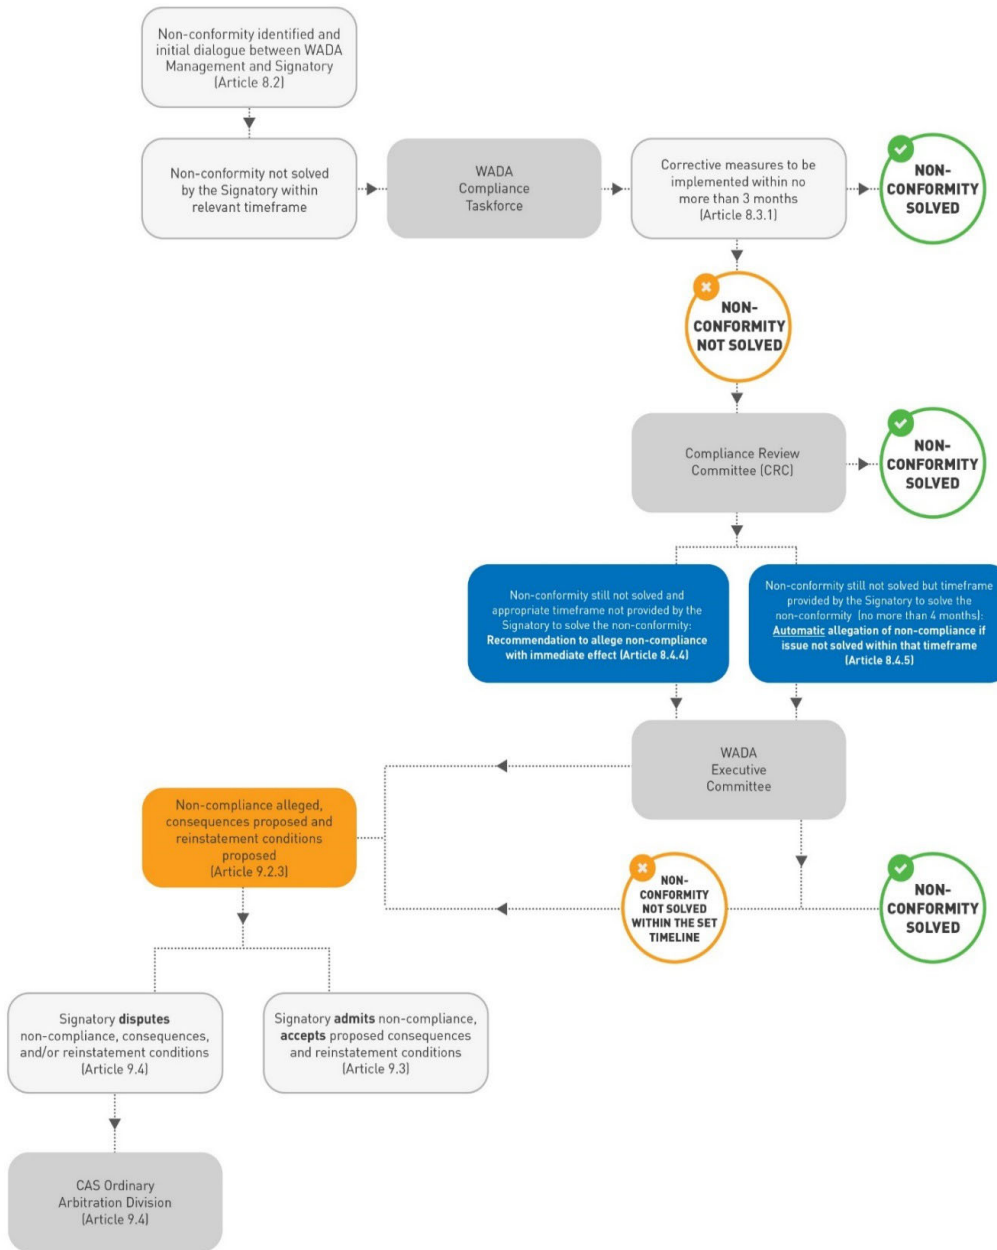 Non-conformity identified and
initial dialogue between WADA
Management and Signatory
(Article 8.2)
Non-conformity not solved
by the Signatory within
relevant timeframe
WADA
Compliance
Taskforce
Corrective measures to be
implemented within no
more than 3 months
(Article 8.3.1)
NON-
CONFORMITY
SOLVED
NON-
CONFORMITY
NOT SOLVED
Compliance Review
Committee (CRC)
NON-
CONFORMITY
SOLVED
Non-conformity still not solved and
appropriate timeframe not provided by the
Signatory to solve the non-conformity:
Recommendation to allege non-compliance
with immediate effect (Article 8.4.4)
Non-conformity still not solved but timeframe
provided by the Signatory to solve the
non-conformity (no more than 4 months):
Automatic allegation of non-compliance if
issue not solved within that timeframe
(Article 8.4.5)
WADA
Executive
Committee
Non-compliance alleged,
consequences proposed and
reinstatement conditions
proposed
(Article 9.2.3)
NON-
CONFORMITY
NOT SOLVED
WITHIN THE SET
TIMELINE
NON-
CONFORMITY
SOLVED
Signatory disputes
non-compliance, consequences,
and/or reinstatement conditions
(Article 9.4)
Signatory admits non-compliance,
accepts proposed consequences
and reinstatement conditions
(Article 9.3)
CAS Ordinary
Arbitration Division
(Article 9.4)